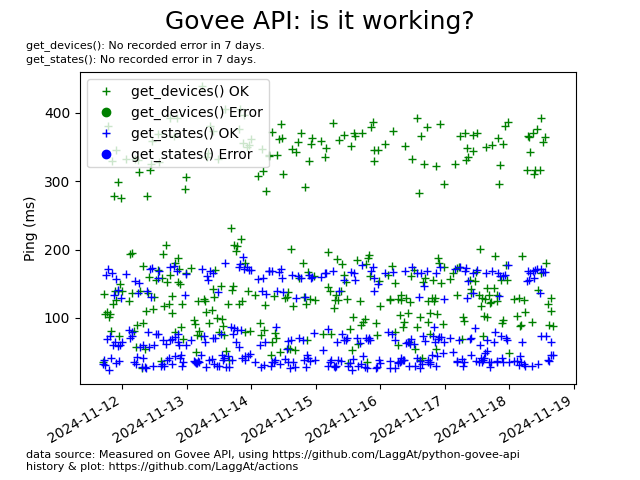 Govee API: is it working?
get_devices(): No recorded error in 7 days.
get_states(): No recorded error in 7 days.
get_devices() OK
get_devices() Error
get_states() OK
get_states() Error
400
300
200
100
Ping (ms)
2024-11-12
2024-11-13
2024-11-14
2024-11-15
2024-11-16
2024-11-17
2024-11-18
2024-11-19
data source: Measured on Govee API, using https://github.com/LaggAt/python-govee-api
history & plot: https://github.com/LaggAt/actions